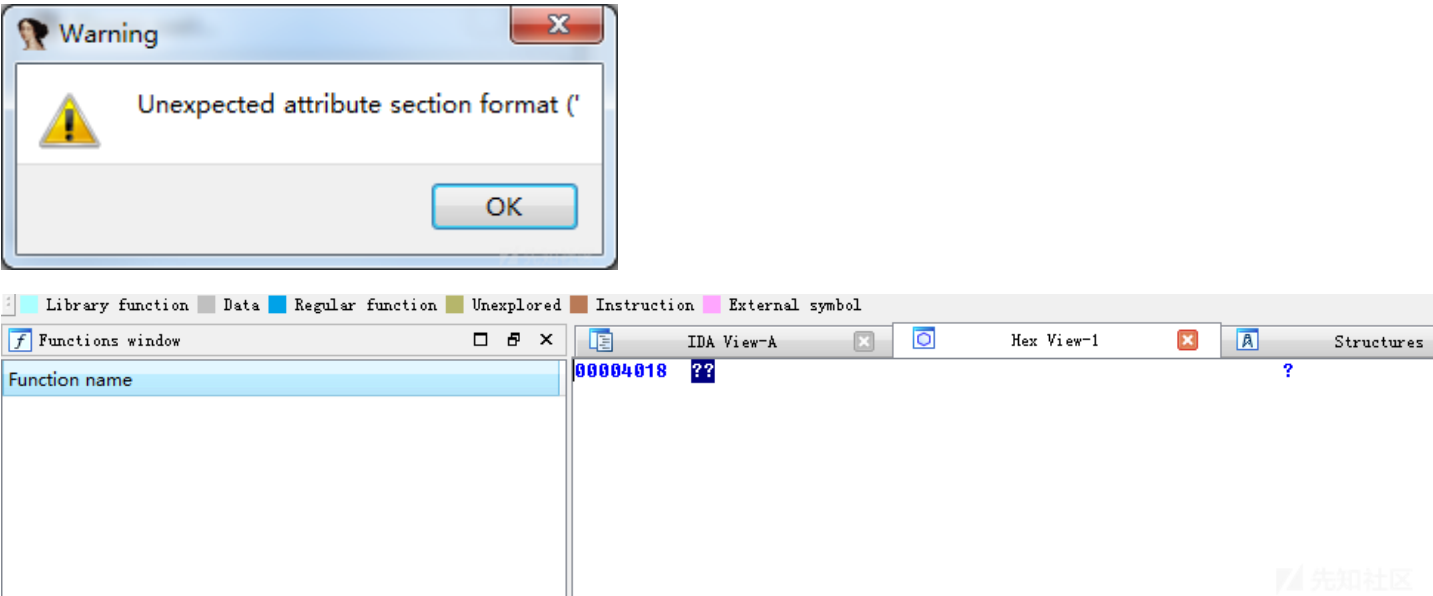 Warning
Unexpected attribute section format ('
OK
Library function Data Regular function Unexplored Instruction External symbol
Functions window IDA View-A Hex View-1 Structures
Function name
00004018 ?? ?
先知社区